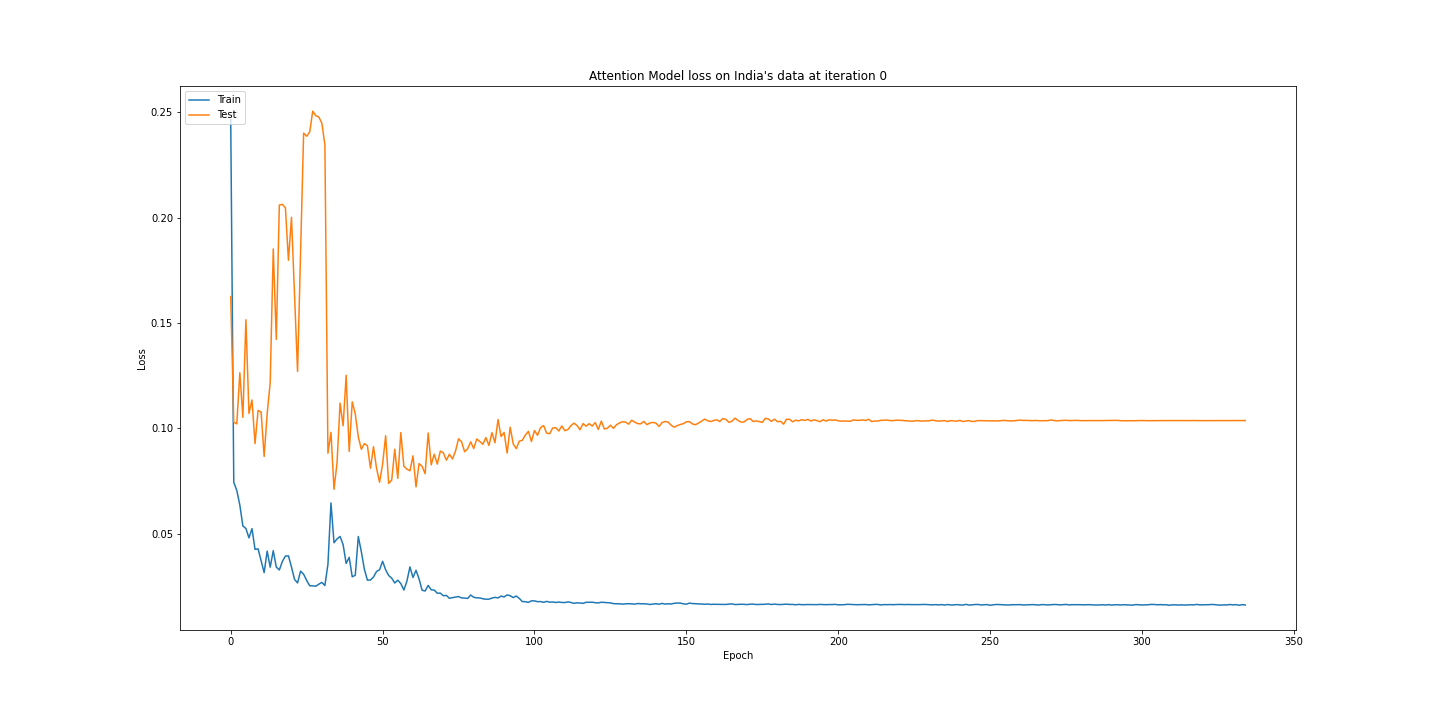 Attention Model loss on India's data at iteration 0
Train
Test
0.25
0.20
0.15
0.10
0.05
Loss
0 50 100 150 200 250 300 350
Epoch